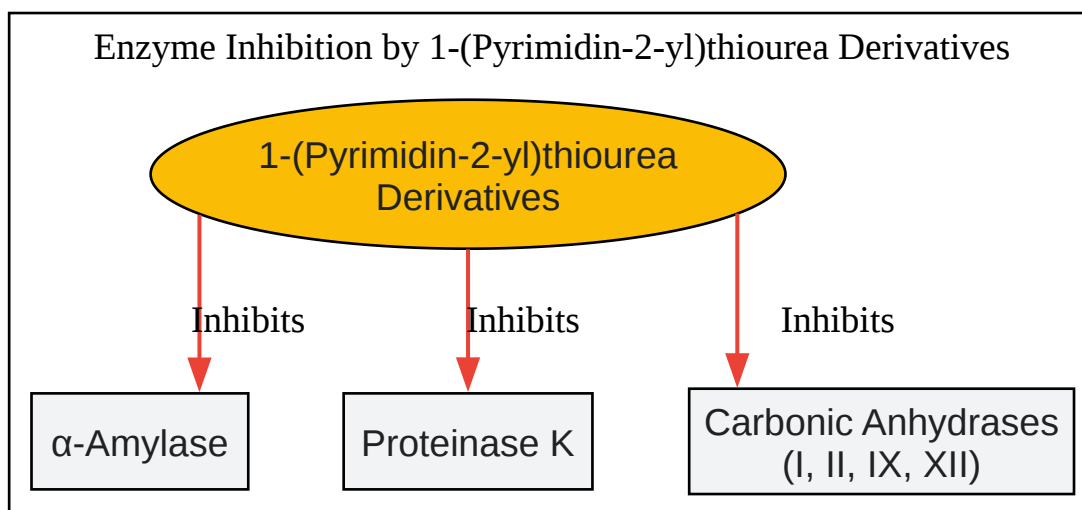 Enzyme Inhibition by 1-(Pyrimidin-2-yl)thiourea Derivatives
1-(Pyrimidin-2-yl)thiourea
Derivatives
Inhibits
Inhibits
Inhibits
α-Amylase
Proteinase K
Carbonic Anhydrases
(I, II, IX, XII)